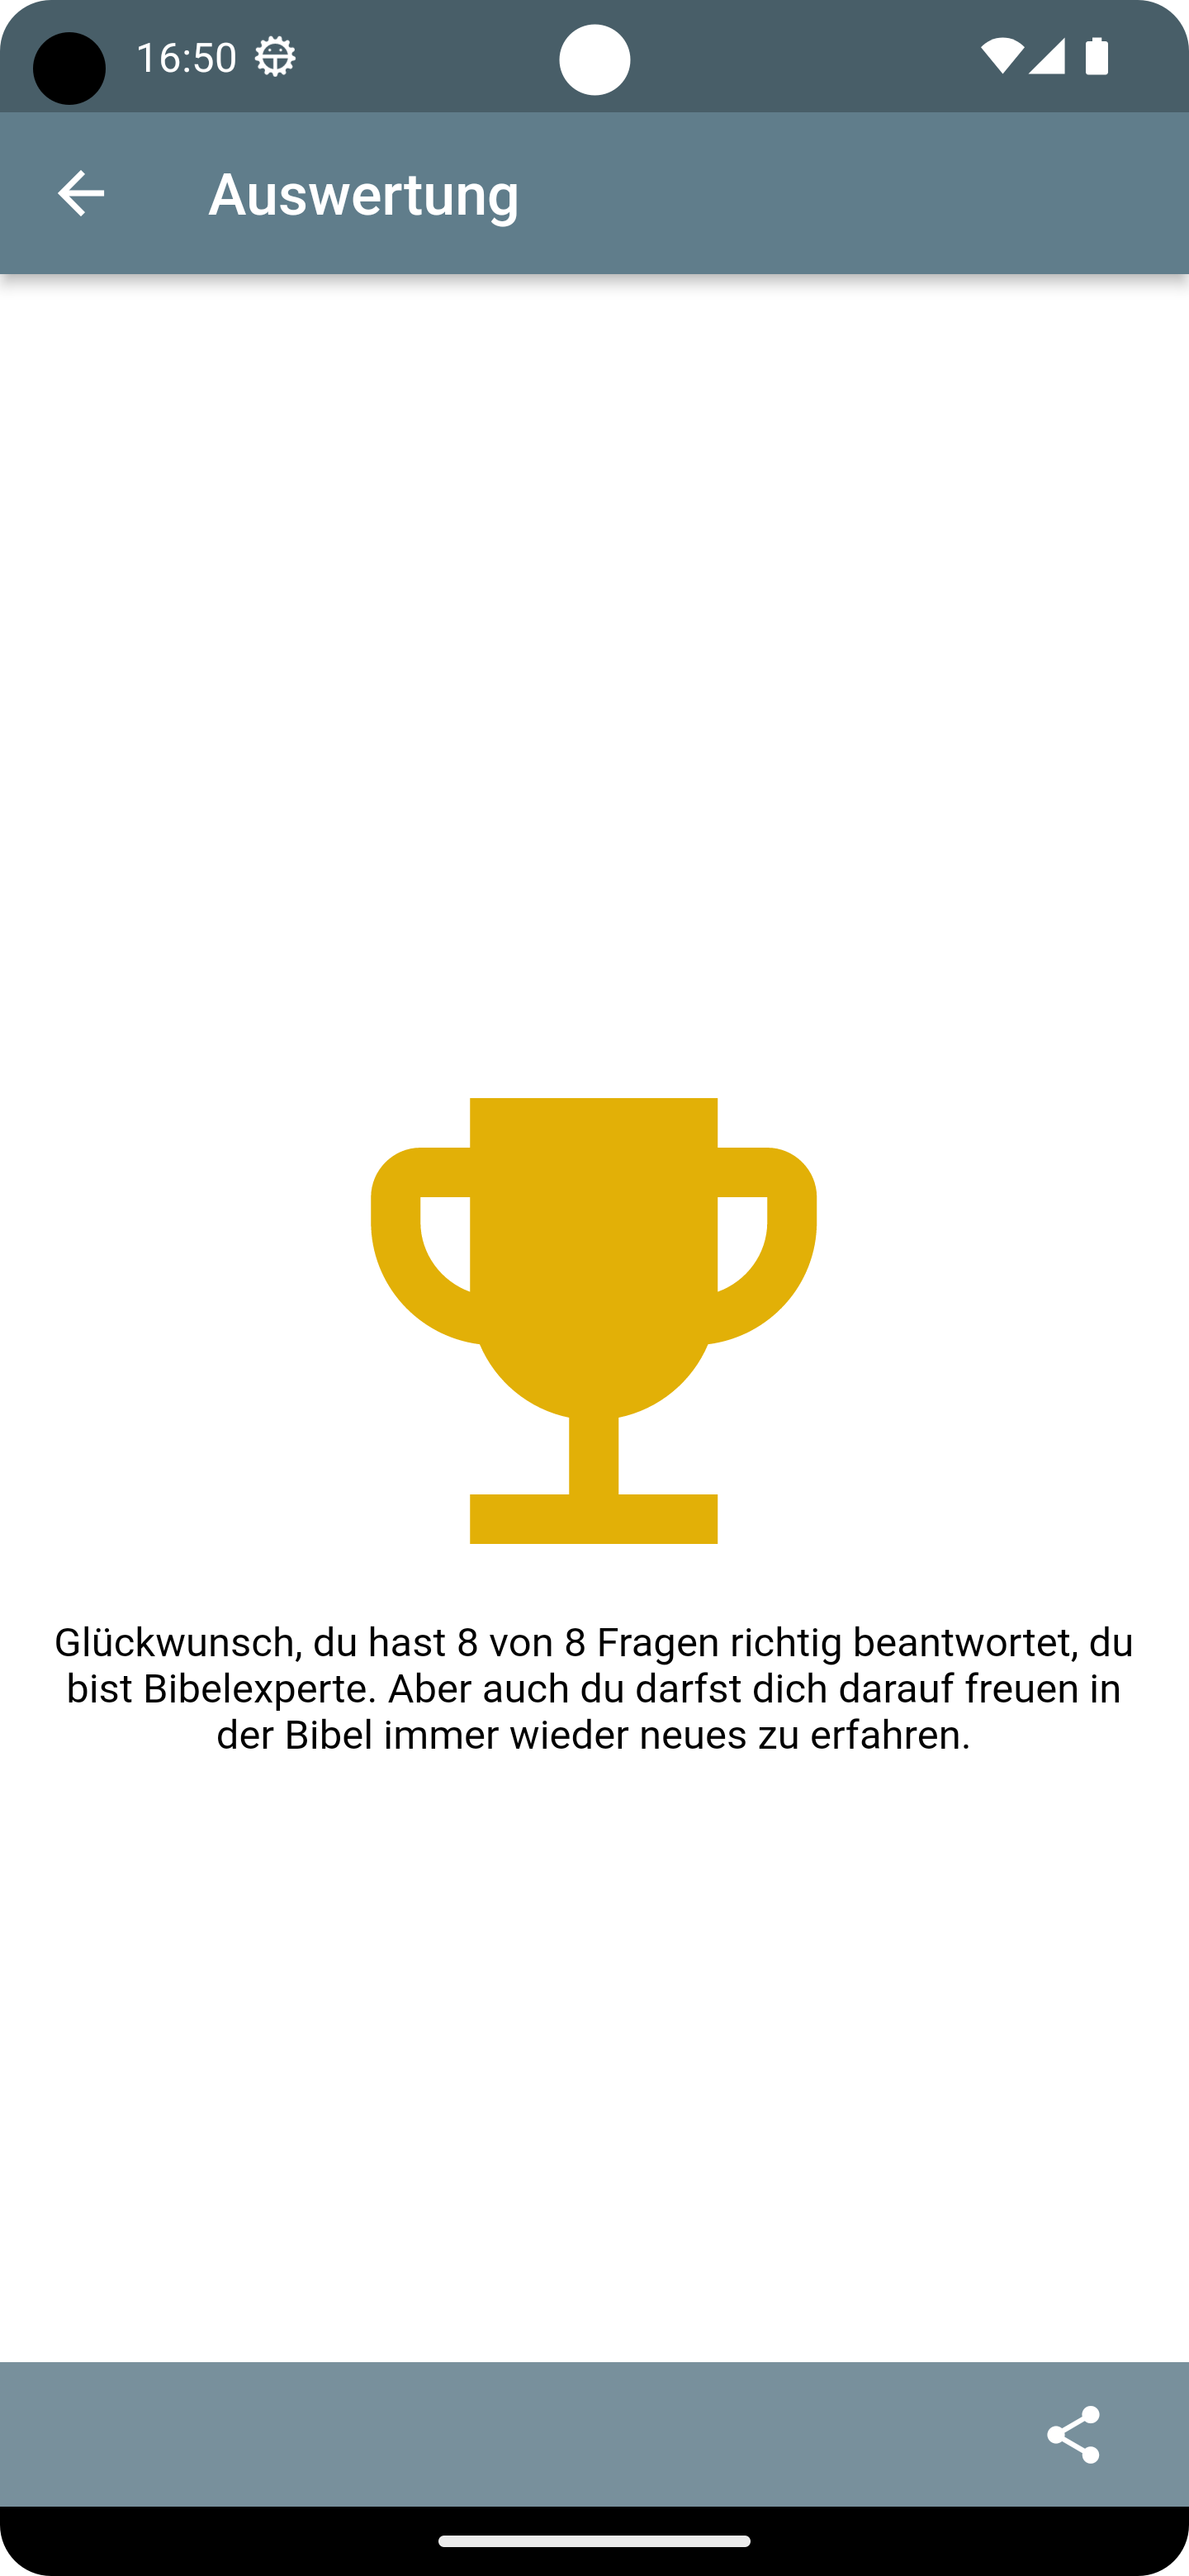 16:50
Auswertung
Glückwunsch, du hast 8 von 8 Fragen richtig beantwortet, du
bist Bibelexperte. Aber auch du darfst dich darauf freuen in
der Bibel immer wieder neues zu erfahren.